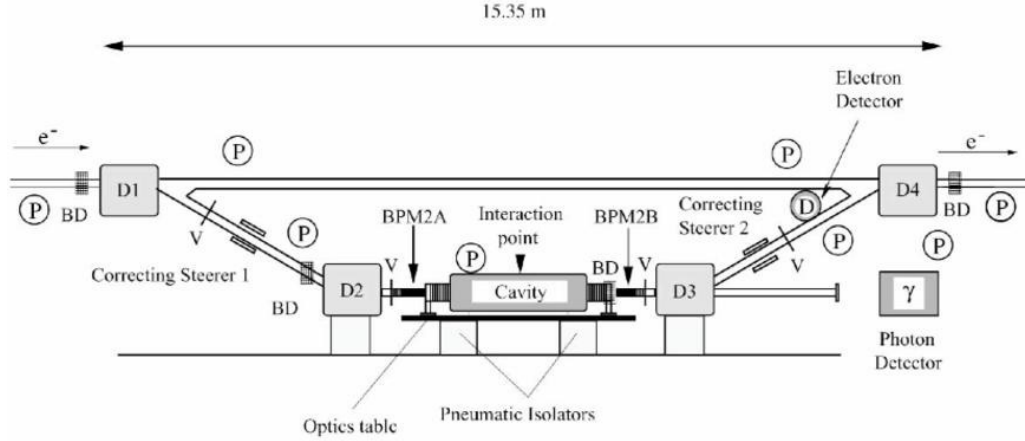 15.35 m
Electron
Detector
e-
P
P
e-
D1
D4
P
BD
V
Correcting Steerer 1
P
BPM2A
Interaction
point
BPM2B
Correcting
Steerer 2
D
P
BD
P
P
V
P
BD
V
BD
D2
V
Cavity
D3
γ
Photon
Detector
Optics table
Pneumatic Isolators